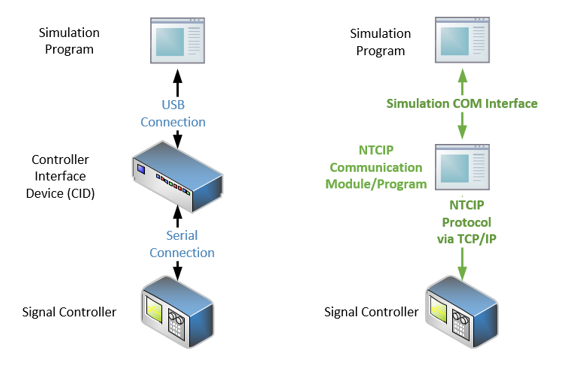 Simulation
Program
USB
Connection
Controller
Interface
Device (CID)
Serial
Connection
Signal Controller
Simulation
Program
Simulation COM Interface
NTCIP
Communication
Module/Program
NTCIP
Protocol
via TCP/IP
Signal Controller